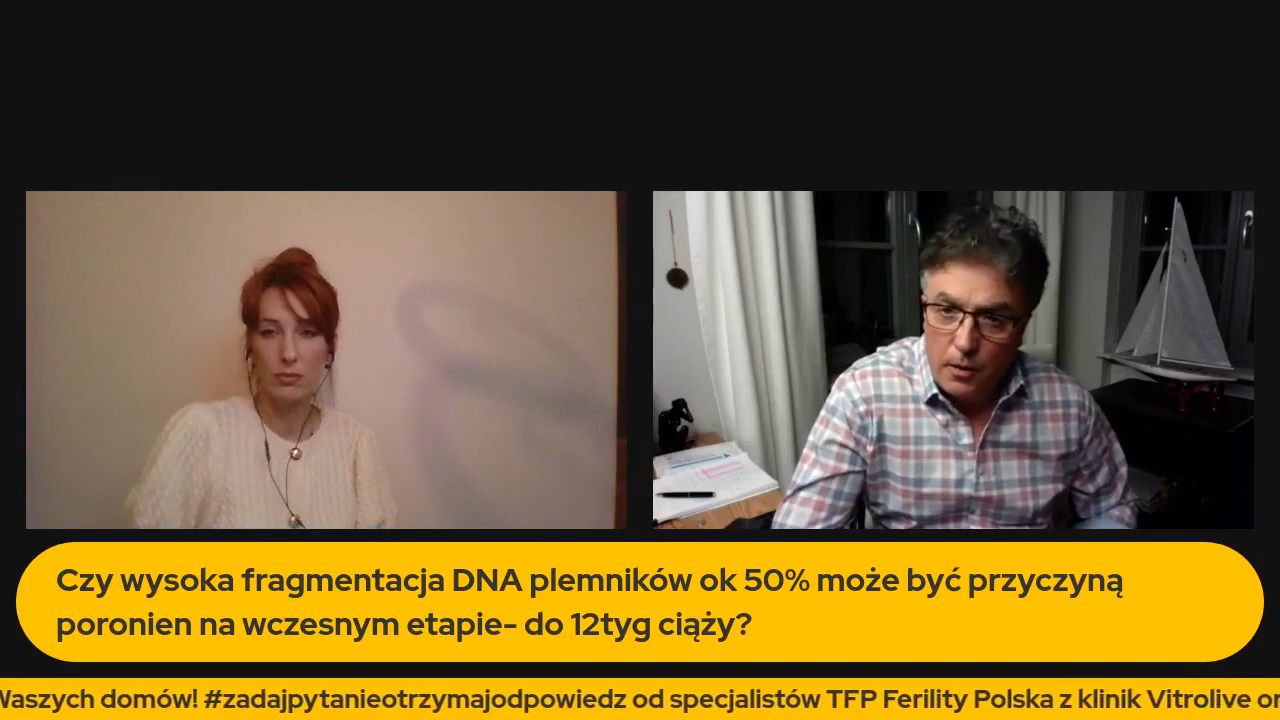 Czy wysoka fragmentacja DNA plemników ok 50% może być przyczyną
poronien na wczesnym etapie- do 12tyg ciąży?
Waszych domów! #zadajpytanieotrzymajodpowiedz od specjalistów TFP Ferility Polska z klinik Vitrolive